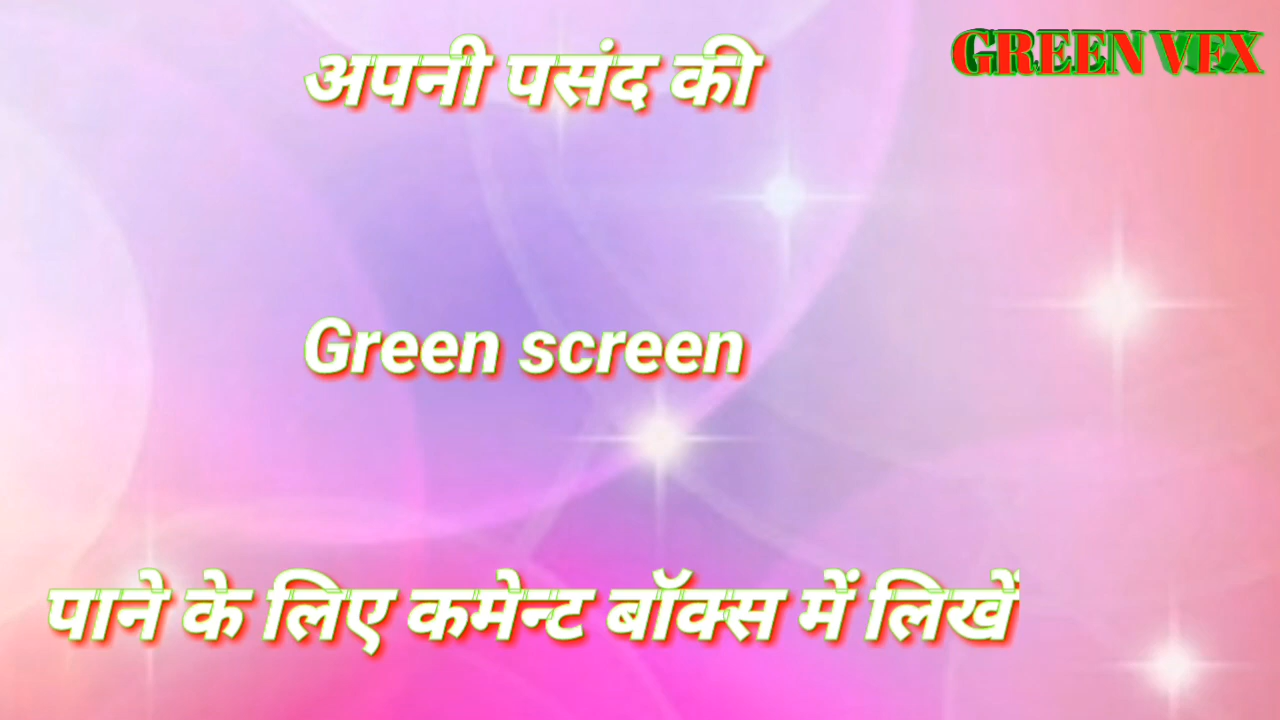 GREEN VFX
अपनी पसंद की
Green screen
पाने के लिए कमेन्ट बॉक्स में लिखें